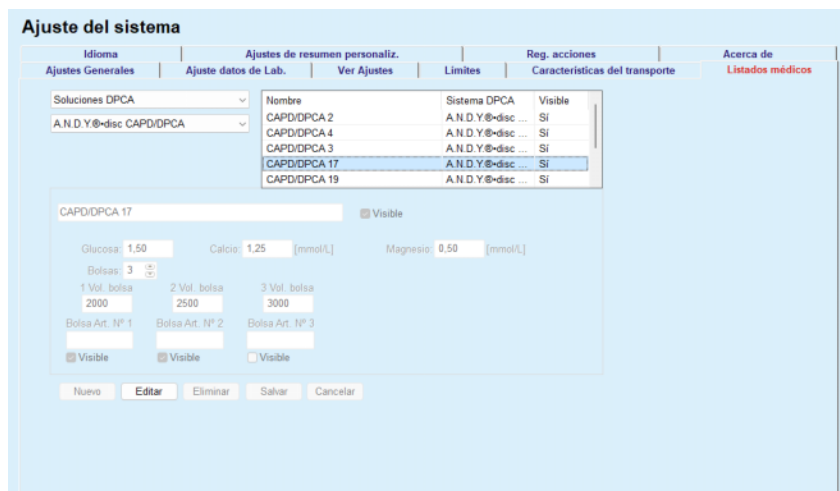 Ajuste del sistema
Idioma Ajustes de resumen personaliz. Reg. acciones Acerca de
Ajustes Generales Ajuste datos de Lab. Ver Ajustes Limites Características del transporte Listados médicos
Soluciones DPCA
A.N.D.Y.®•disc CAPD/DPCA
Nombre Sistema DPCA Visible
CAPD/DPCA 2 A.N.D.Y.®•disc ... Sí
CAPD/DPCA 4 A.N.D.Y.®•disc ... Sí
CAPD/DPCA 3 A.N.D.Y.®•disc ... Sí
CAPD/DPCA 17 A.N.D.Y.®•disc ... Sí
CAPD/DPCA 19 A.N.D.Y.®•disc ... Sí
CAPD/DPCA 17 Visible
Glucosa: 1,50 Calcio: 1,25 [mmol/L] Magnesio: 0,50 [mmol/L]
Bolsas: 3
1 Vol. bolsa 2 Vol. bolsa 3 Vol. bolsa
2000 2500 3000
Bolsa Art. Nº 1 Bolsa Art. Nº 2 Bolsa Art. Nº 3
Visible Visible Visible
Nuevo Editar Eliminar Salvar Cancelar